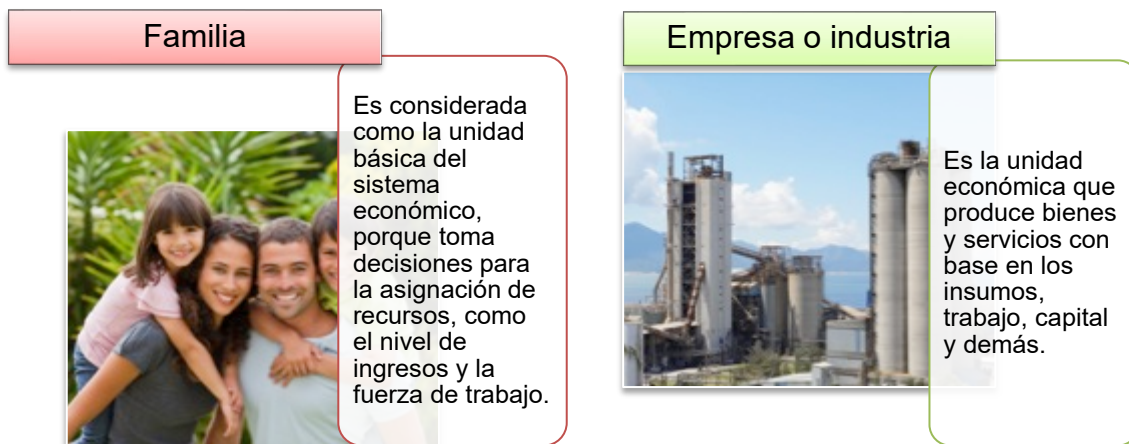 Familia
Es considerada
como la unidad
básica del
sistema
económico,
porque toma
decisiones para
la asignación de
recursos, como
el nivel de
ingresos y la
fuerza de trabajo.
Empresa o industria
Es la unidad
económica que
produce bienes
y servicios con
base en los
insumos,
trabajo, capital
y demás.